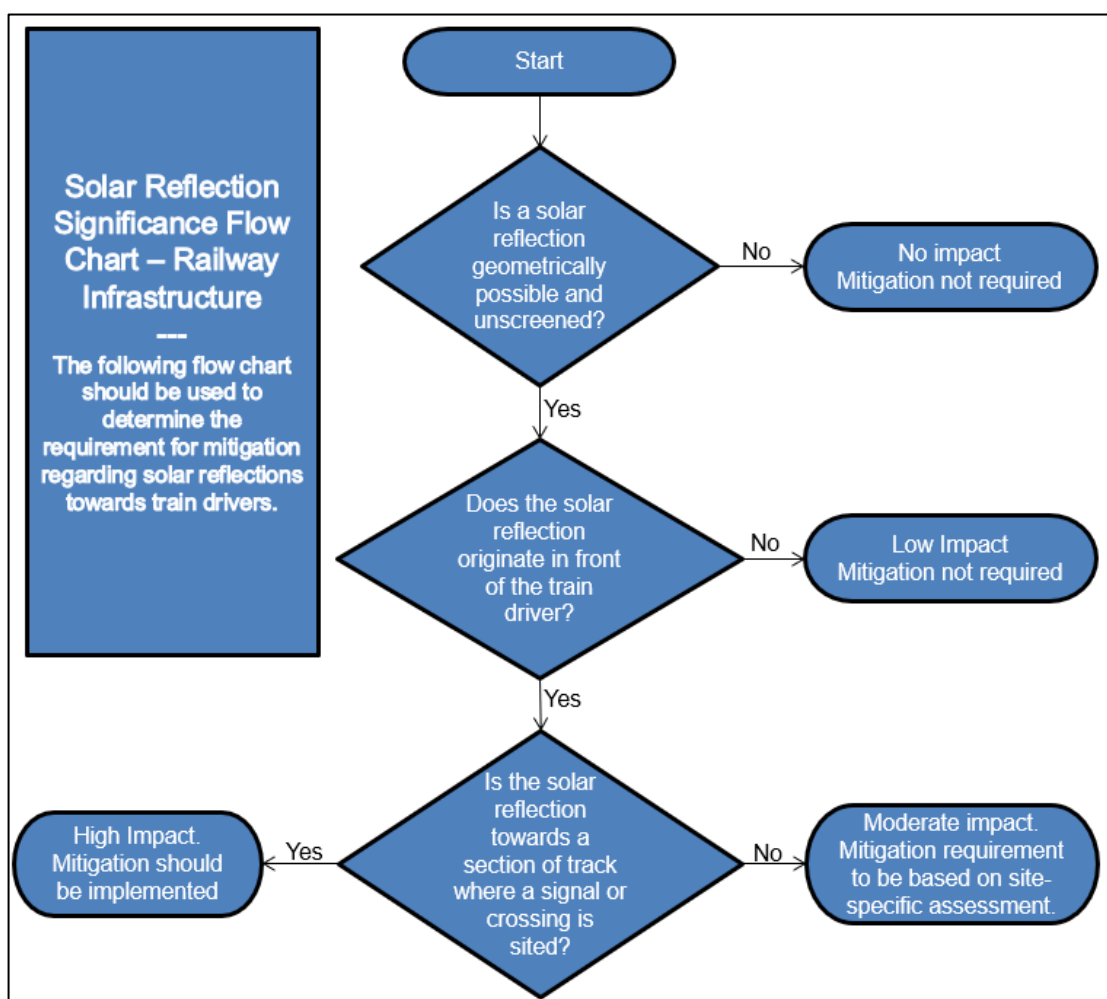 Solar Reflection
Significance Flow
Chart – Railway
Infrastructure
---
The following flow chart
should be used to
determine the
requirement for mitigation
regarding solar reflections
towards train drivers.
Start
Is a solar
reflection
geometrically
possible and
unscreened?
No
No impact
Mitigation not required
Yes
Does the solar
reflection
originate in front
of the train
driver?
No
Low Impact
Mitigation not required
Yes
Is the solar
reflection
towards a
section of track
where a signal or
crossing is
sited?
Yes
High Impact.
Mitigation should
be implemented
No
Moderate impact.
Mitigation requirement
to be based on site-
specific assessment.